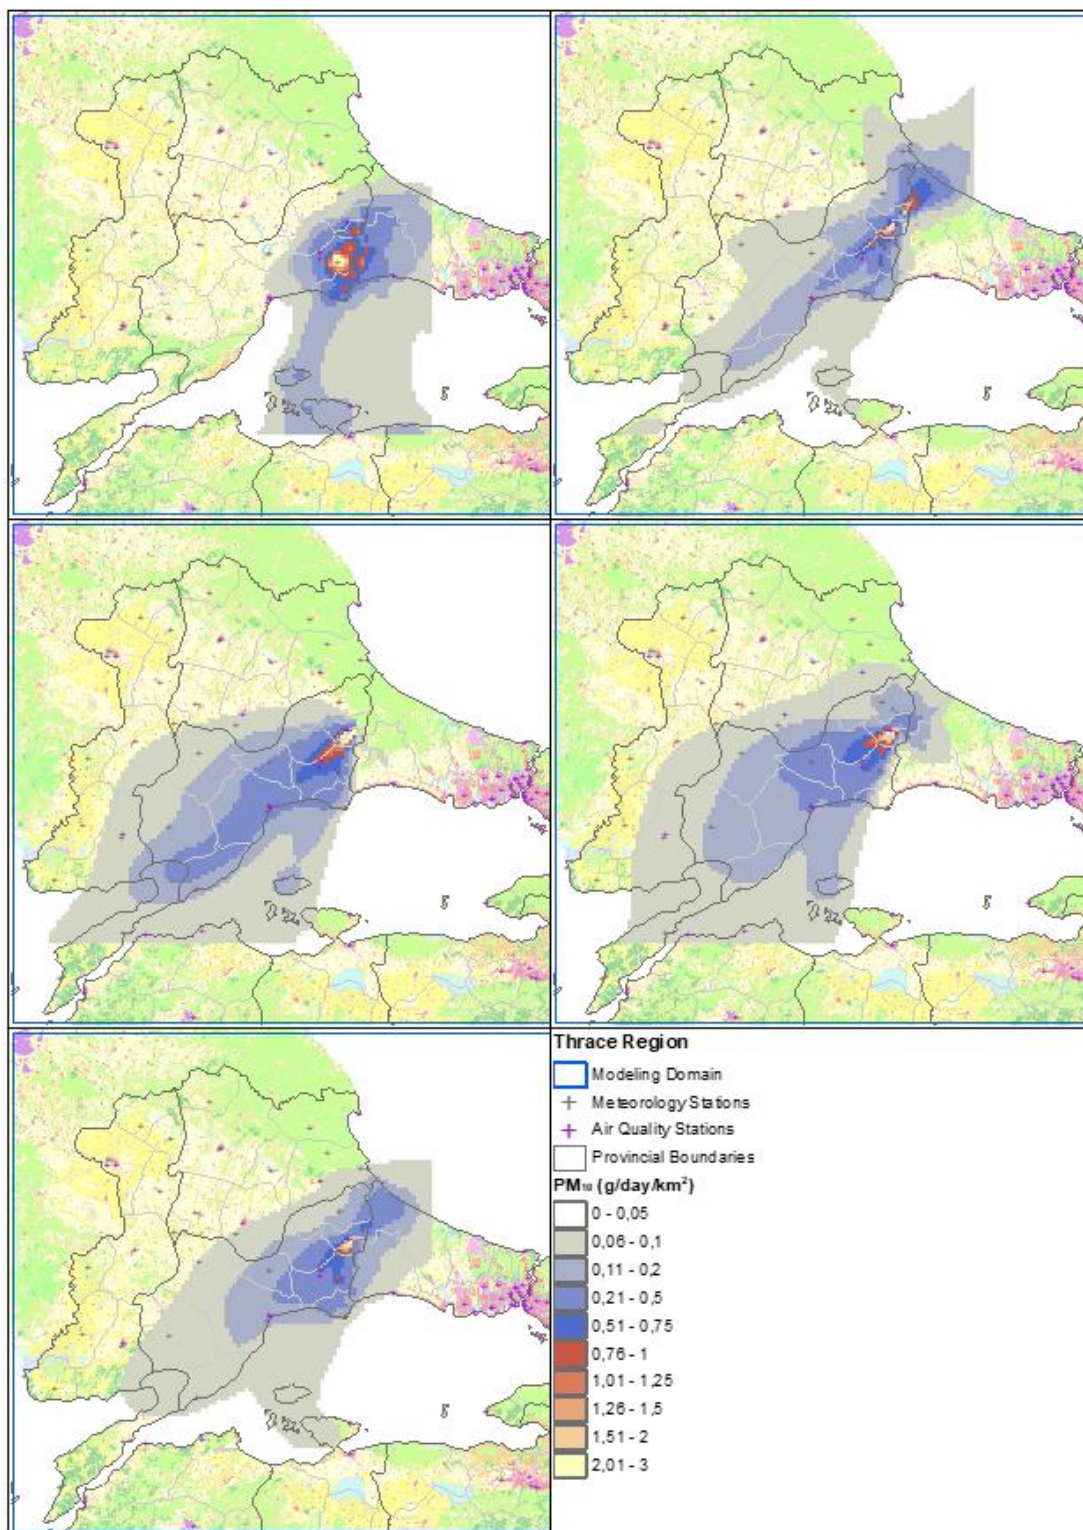 Thrace Region
Modeling Domain
Meteorology Stations
Air Quality Stations
Provincial Boundaries
PM₁₀ (g/day/km²)
0 - 0,05
0,06 - 0,1
0,11 - 0,2
0,21 - 0,5
0,51 - 0,75
0,76 - 1
1,01 - 1,25
1,26 - 1,5
1,51 - 2
2,01 - 3